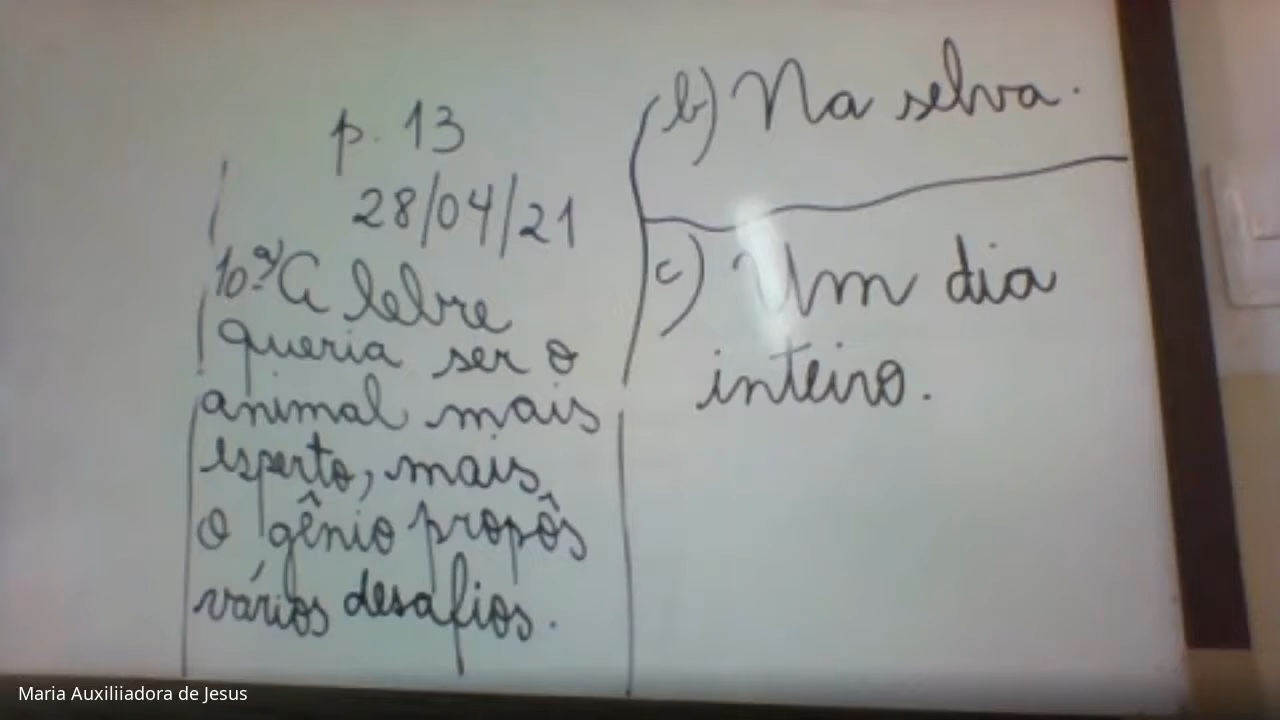 p. 13
28/04/21
10ª a) A lebre
queria ser o
animal mais
esperto, mais
o gênio propôs
vários desafios.
b) Na selva.
c) Um dia
inteiro.
Maria Auxiliiadora de Jesus